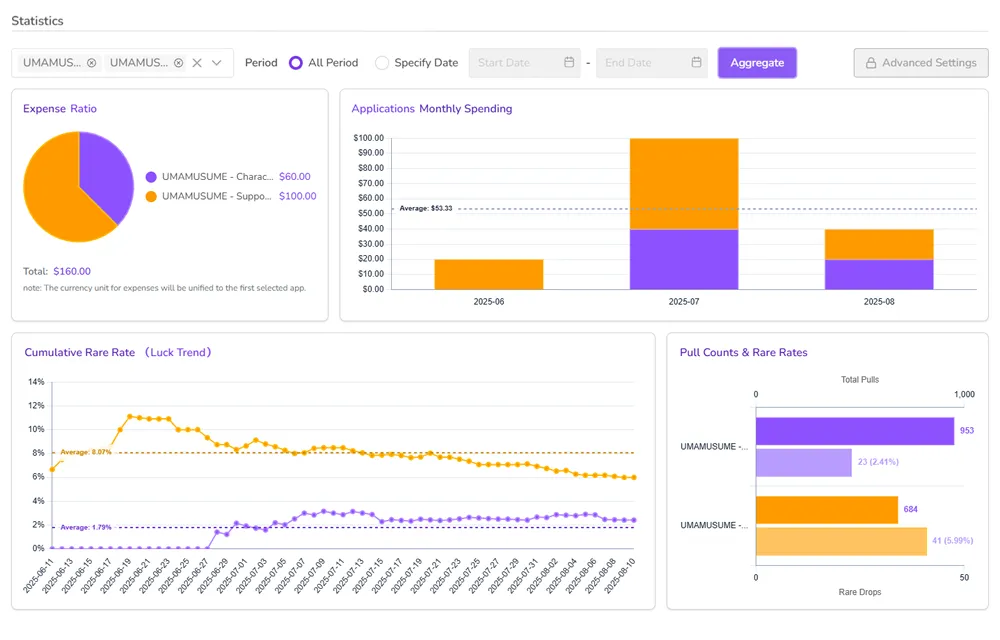 Statistics
UMAMUS... UMAMUS... Period All Period Specify Date Start Date - End Date Aggregate Advanced Settings
Expense Ratio
UMAMUSUME - Charac... $60.00
UMAMUSUME - Suppo... $100.00
Total: $160.00
note: The currency unit for expenses will be unified to the first selected app.
Applications Monthly Spending
$100.00
$90.00
$80.00
$70.00
$60.00
$50.00
$40.00
$30.00
$20.00
$10.00
$0.00
Average: $53.33
2025-06 2025-07 2025-08
Cumulative Rare Rate （Luck Trend）
14%
12%
10%
8%
6%
4%
2%
0%
Average: 8.07%
Average: 1.79%
2025-06-11 2025-06-13 2025-06-15 2025-06-17 2025-06-19 2025-06-21 2025-06-23 2025-06-25 2025-06-27 2025-06-29 2025-07-01 2025-07-03 2025-07-05 2025-07-07 2025-07-09 2025-07-11 2025-07-13 2025-07-15 2025-07-17 2025-07-19 2025-07-21 2025-07-23 2025-07-25 2025-07-27 2025-07-29 2025-07-31 2025-08-02 2025-08-04 2025-08-06 2025-08-08 2025-08-10
Pull Counts & Rare Rates
Total Pulls
0 1,000
UMAMUSUME -...
953
23 (2.41%)
UMAMUSUME -...
684
41 (5.99%)
0 50
Rare Drops